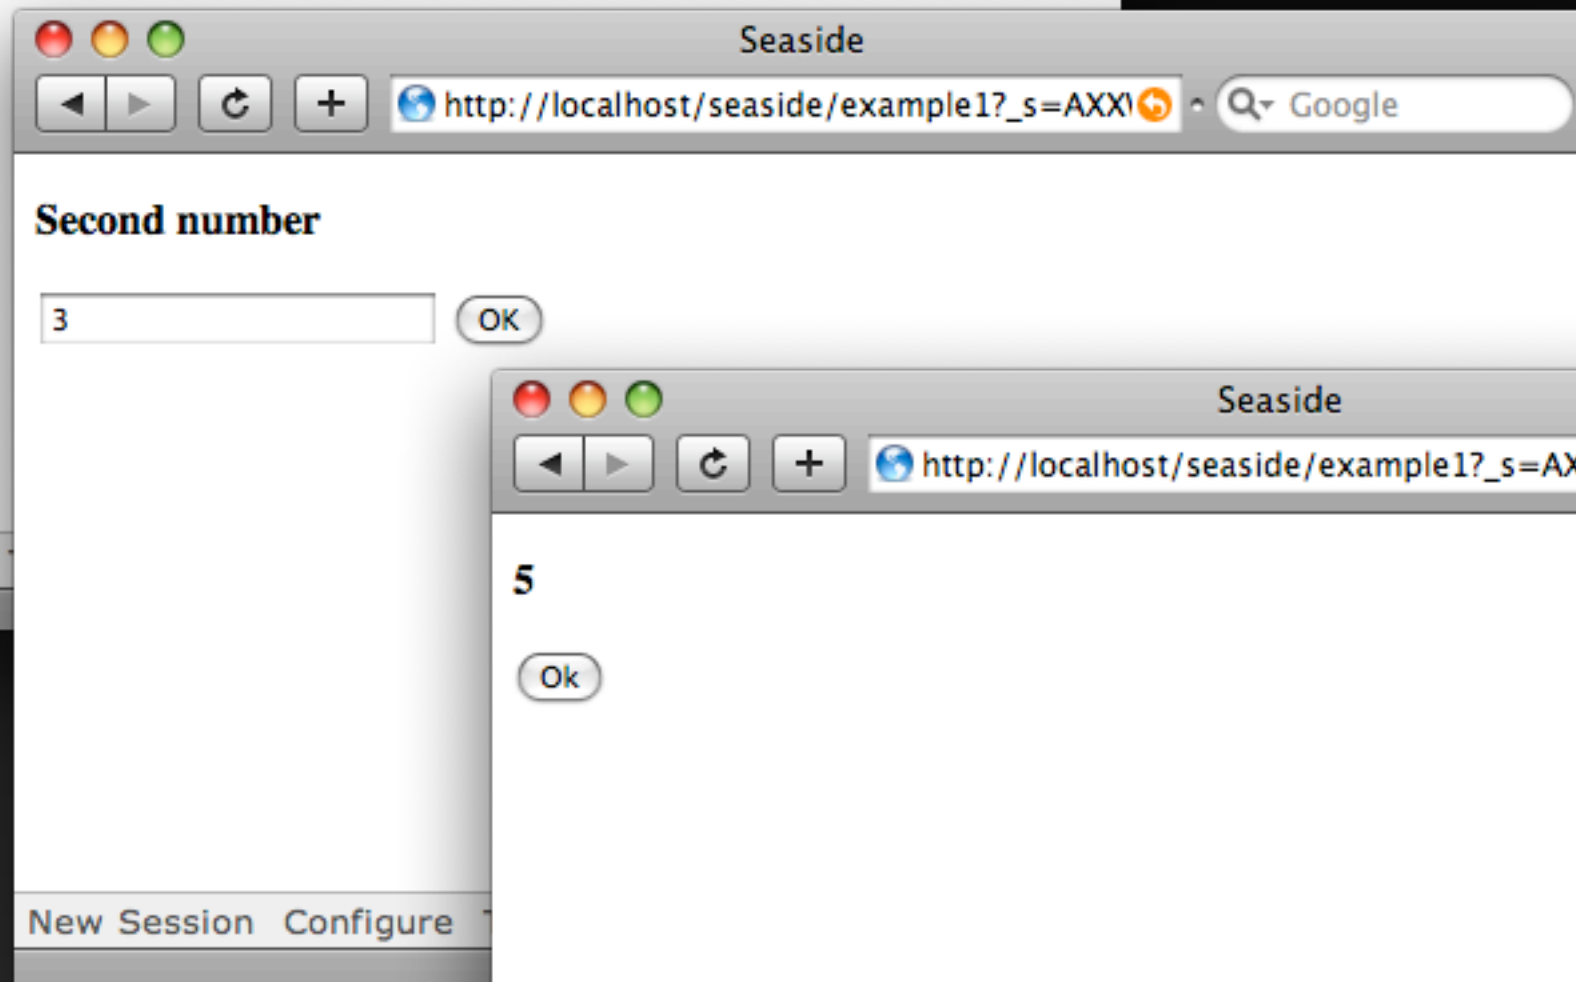 Seaside
http://localhost/seaside/example1?_s=AXX
Google
Second number
3
OK
Seaside
http://localhost/seaside/example1?_s=AX
5
Ok
New Session Configure